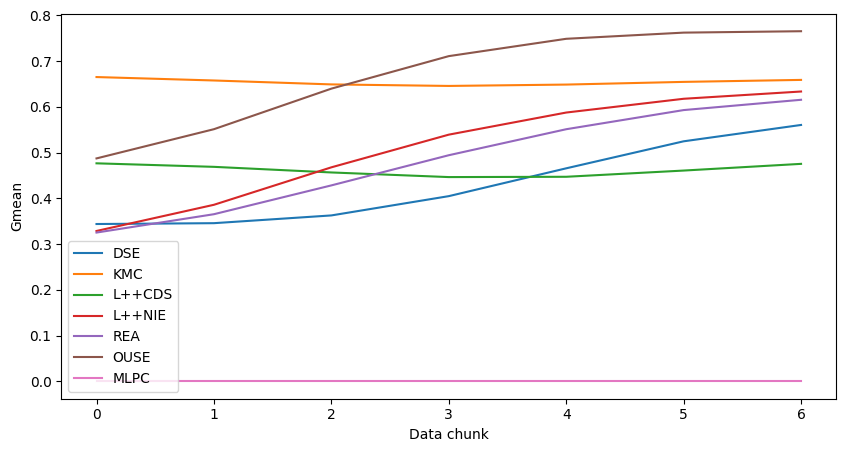 0.8
0.7
0.6
0.5
0.4
0.3
0.2
0.1
0.0
Gmean
DSE
KMC
L++CDS
L++NIE
REA
OUSE
MLPC
0 1 2 3 4 5 6
Data chunk